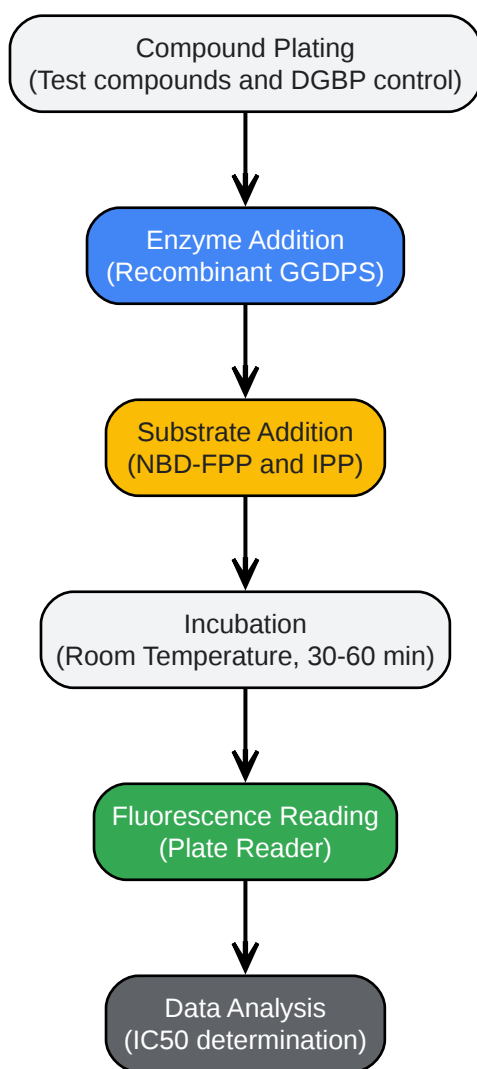 Compound Plating
(Test compounds and DGBP control)
Enzyme Addition
(Recombinant GGDPS)
Substrate Addition
(NBD-FPP and IPP)
Incubation
(Room Temperature, 30-60 min)
Fluorescence Reading
(Plate Reader)
Data Analysis
(IC50 determination)